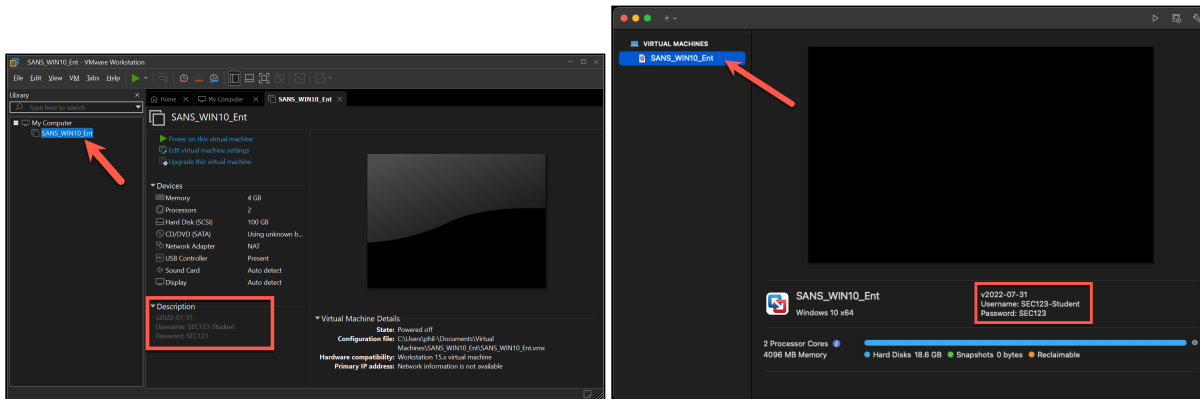 SANS_WIN10_Ent - VMware Workstation
File Edit View VM Tabs Help
Library
Type here to search
My Computer
SANS_WIN10_Ent
Home
My Computer
SANS_WIN10_Ent
SANS_WIN10_Ent
Power on this virtual machine
Edit virtual machine settings
Upgrade this virtual machine
Devices
Memory 4 GB
Processors 2
Hard Disk (SCSI) 100 GB
CD/DVD (SATA) Using unknown b...
Network Adapter NAT
USB Controller Present
Sound Card Auto detect
Display Auto detect
Description
v2022-07-31
Username: SEC123-Student
Password: SEC123
Virtual Machine Details
State: Powered off
Configuration file: C:\Users\phil-\Documents\Virtual
Machines\SANS_WIN10_Ent\SANS_WIN10_Ent.vmx
Hardware compatibility: Workstation 15.x virtual machine
Primary IP address: Network information is not available
VIRTUAL MACHINES
SANS_WIN10_Ent
SANS_WIN10_Ent
Windows 10 x64
v2022-07-31
Username: SEC123-Student
Password: SEC123
2 Processor Cores
4096 MB Memory
Hard Disks 18.6 GB
Snapshots 0 bytes
Reclaimable